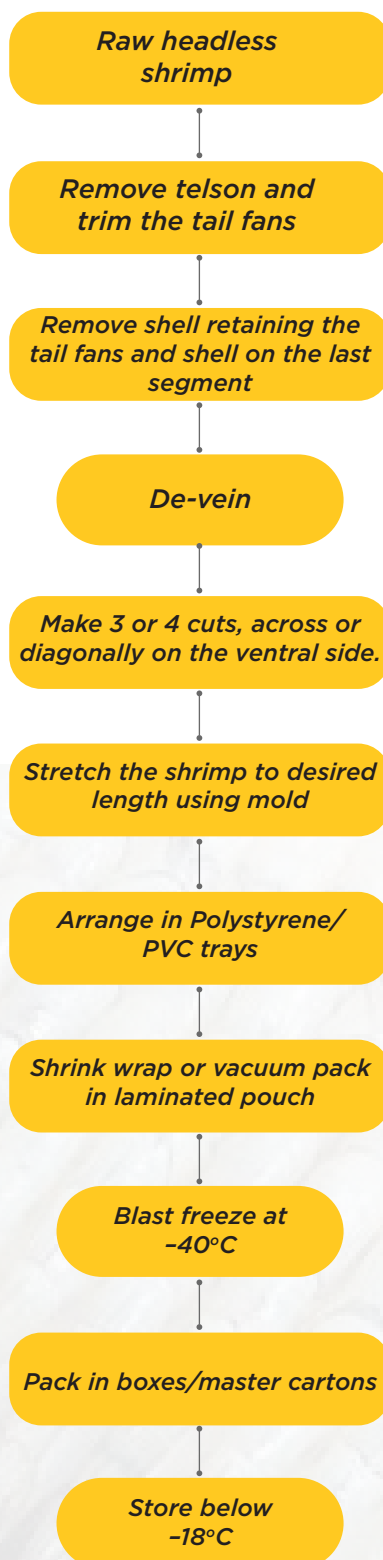 Raw headless
shrimp
Remove telson and
trim the tail fans
Remove shell retaining the
tail fans and shell on the last
segment
De-vein
Make 3 or 4 cuts, across or
diagonally on the ventral side.
Stretch the shrimp to desired
length using mold
Arrange in Polystyrene/
PVC trays
Shrink wrap or vacuum pack
in laminated pouch
Blast freeze at
–40°C
Pack in boxes/master cartons
Store below
–18°C